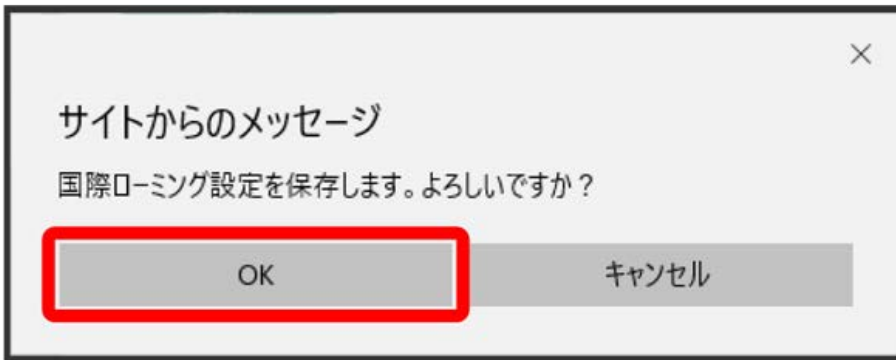 サイトからのメッセージ
国際ローミング設定を保存します。よろしいですか？
OK
キャンセル